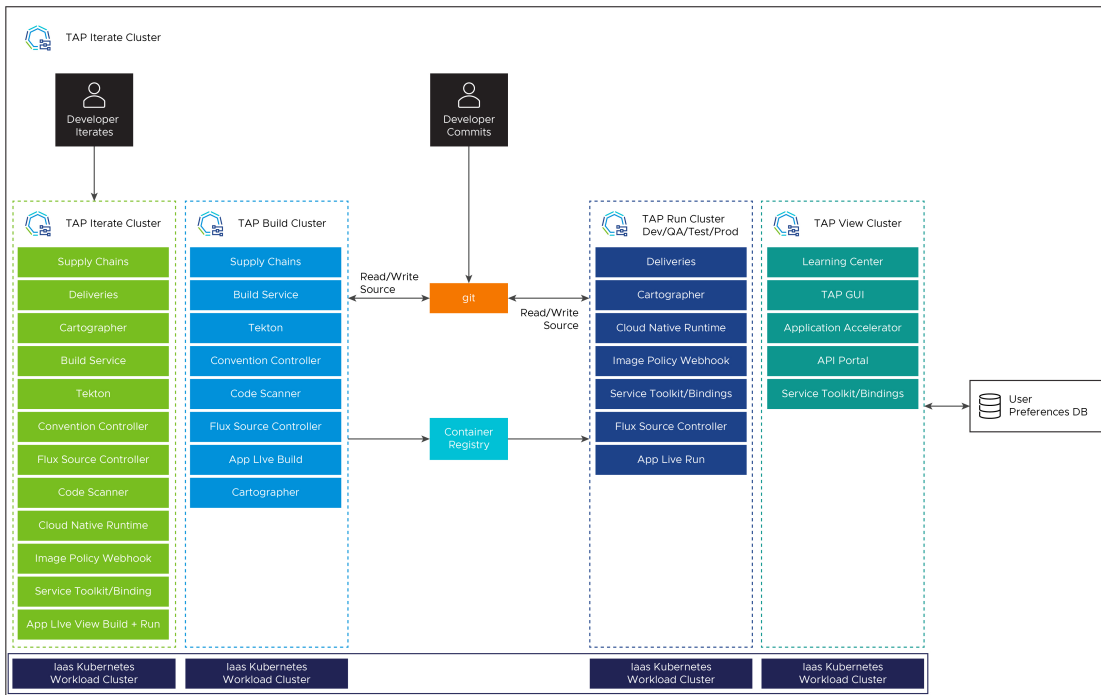 TAP Iterate Cluster
Developer
Iterates
Developer
Commits
TAP Iterate Cluster
Supply Chains
Deliveries
Cartographer
Build Service
Tekton
Convention Controller
Flux Source Controller
Code Scanner
Cloud Native Runtime
Image Policy Webhook
Service Toolkit/Binding
App LIve View Build + Run
TAP Build Cluster
Supply Chains
Build Service
Tekton
Convention Controller
Code Scanner
Flux Source Controller
App LIve Build
Cartographer
Read/Write
Source
git
Read/Write
Source
Container
Registry
TAP Run Cluster
Dev/QA/Test/Prod
Deliveries
Cartographer
Cloud Native Runtime
Image Policy Webhook
Service Toolkit/Bindings
Flux Source Controller
App Live Run
TAP View Cluster
Learning Center
TAP GUI
Application Accelerator
API Portal
Service Toolkit/Bindings
User
Preferences DB
Iaas Kubernetes
Workload Cluster
Iaas Kubernetes
Workload Cluster
Iaas Kubernetes
Workload Cluster
Iaas Kubernetes
Workload Cluster